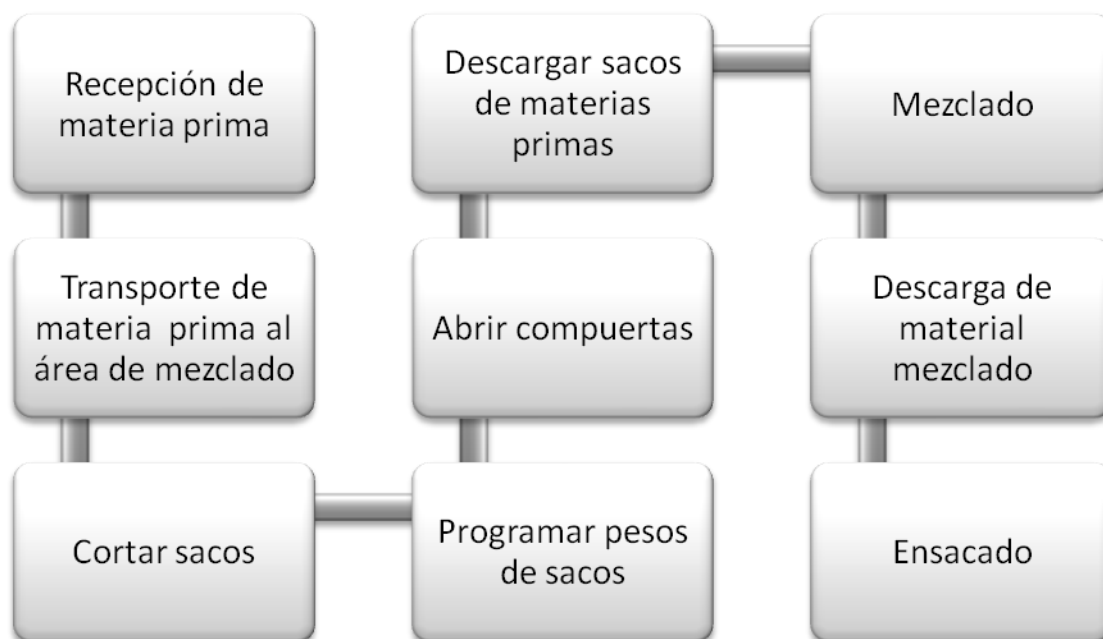 Recepción de
materia prima
Transporte de
materia prima al
área de mezclado
Cortar sacos
Programar pesos
de sacos
Abrir compuertas
Descargar sacos
de materias
primas
Mezclado
Descarga de
material
mezclado
Ensacado